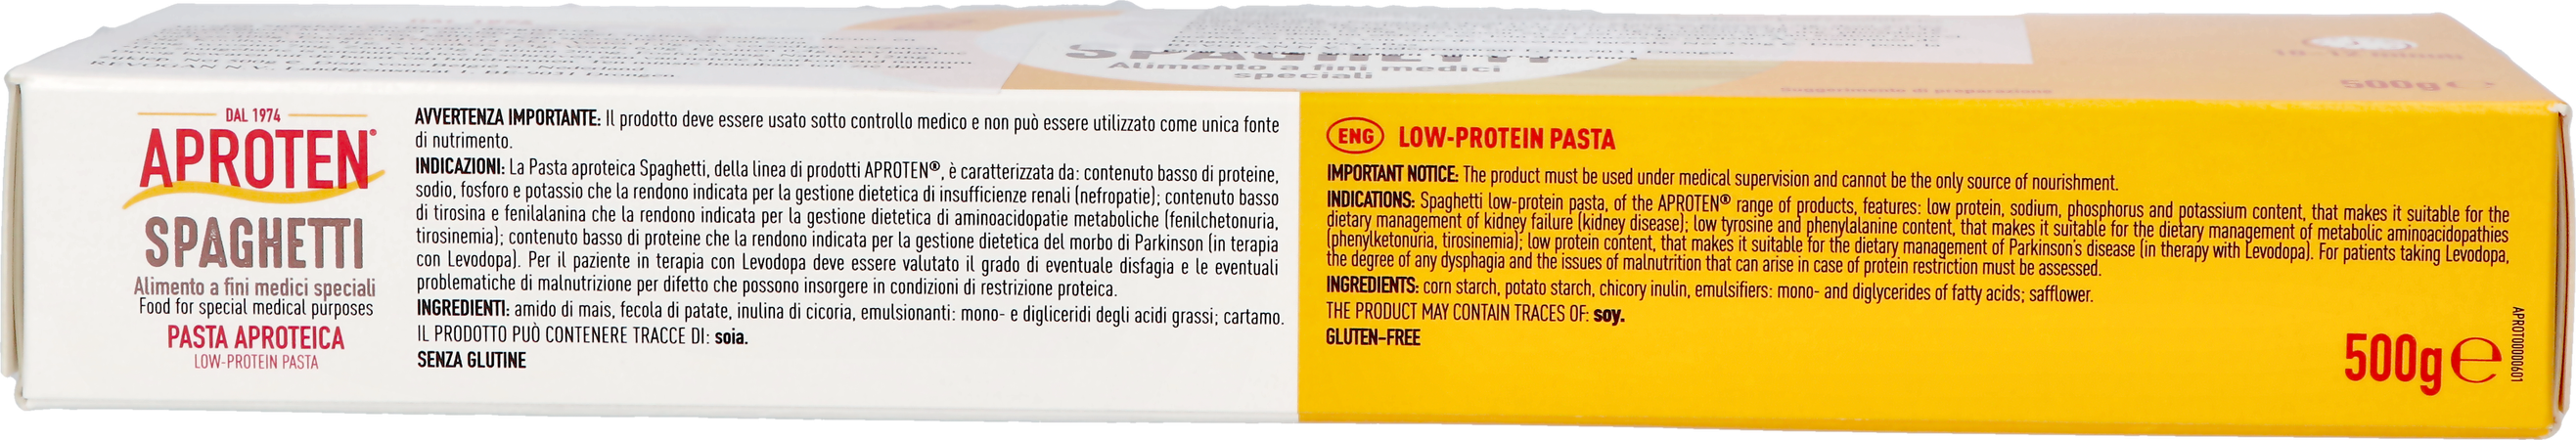 SPAGHETTI
Alimento a fini medici
speciali
Suggerimento di preparazione
500g e
DAL 1974
APROTEN®
SPAGHETTI
Alimento a fini medici speciali
Food for special medical purposes
PASTA APROTEICA
LOW-PROTEIN PASTA
AVVERTENZA IMPORTANTE: Il prodotto deve essere usato sotto controllo medico e non può essere utilizzato come unica fonte
di nutrimento.
INDICAZIONI: La Pasta aproteica Spaghetti, della linea di prodotti APROTEN®, è caratterizzata da: contenuto basso di proteine,
sodio, fosforo e potassio che la rendono indicata per la gestione dietetica di insufficienze renali (nefropatie); contenuto basso
di tirosina e fenilalanina che la rendono indicata per la gestione dietetica di aminoacidopatie metaboliche (fenilchetonuria,
tirosinemia); contenuto basso di proteine che la rendono indicata per la gestione dietetica del morbo di Parkinson (in terapia
con Levodopa). Per il paziente in terapia con Levodopa deve essere valutato il grado di eventuale disfagia e le eventuali
problematiche di malnutrizione per difetto che possono insorgere in condizioni di restrizione proteica.
INGREDIENTI: amido di mais, fecola di patate, inulina di cicoria, emulsionanti: mono- e digliceridi degli acidi grassi; cartamo.
IL PRODOTTO PUÒ CONTENERE TRACCE DI: soia.
SENZA GLUTINE
ENG LOW-PROTEIN PASTA
IMPORTANT NOTICE: The product must be used under medical supervision and cannot be the only source of nourishment.
INDICATIONS: Spaghetti low-protein pasta, of the APROTEN® range of products, features: low protein, sodium, phosphorus and potassium content, that makes it suitable for the
dietary management of kidney failure (kidney disease); low tyrosine and phenylalanine content, that makes it suitable for the dietary management of metabolic aminoacidopathies
(phenylketonuria, tirosinemia); low protein content, that makes it suitable for the dietary management of Parkinson's disease (in therapy with Levodopa). For patients taking Levodopa,
the degree of any dysphagia and the issues of malnutrition that can arise in case of protein restriction must be assessed.
INGREDIENTS: corn starch, potato starch, chicory inulin, emulsifiers: mono- and diglycerides of fatty acids; safflower.
THE PRODUCT MAY CONTAIN TRACES OF: soy.
GLUTEN-FREE
500g e
APROT0000601